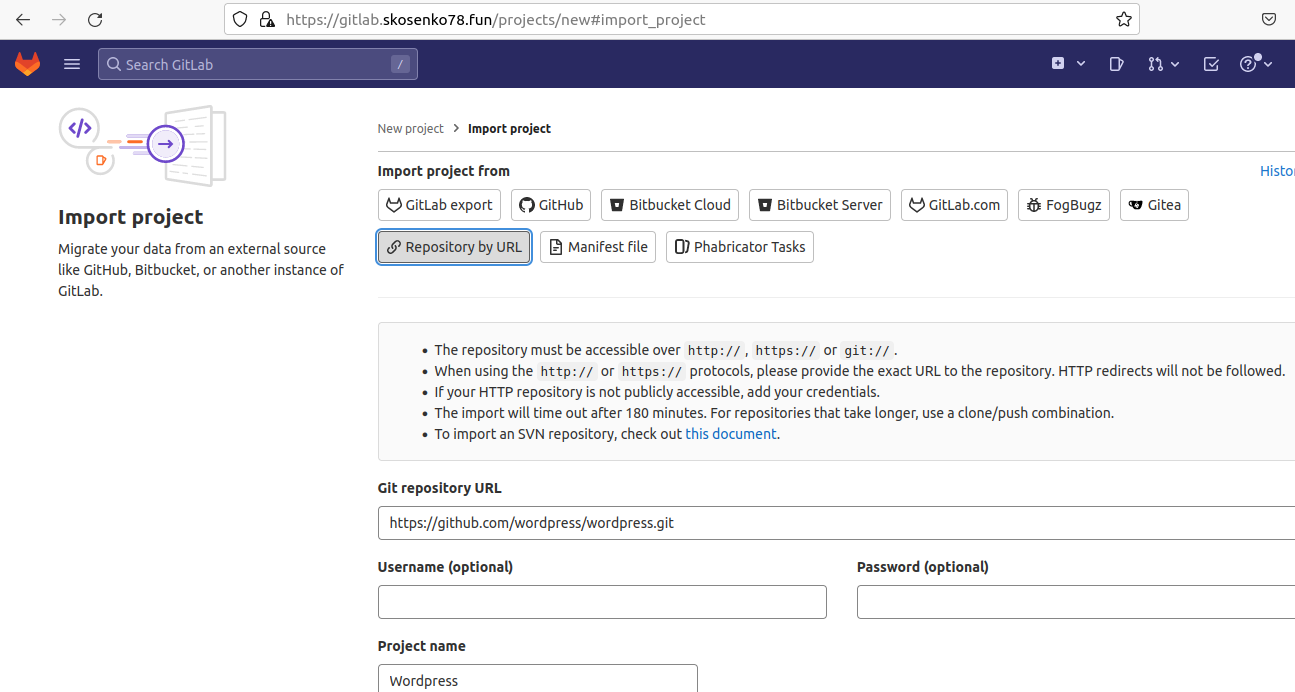 https://gitlab.skosenko78.fun/projects/new#import_project
Search GitLab /
New project > Import project
Import project from Histor
GitLab export GitHub Bitbucket Cloud Bitbucket Server GitLab.com FogBugz Gitea
Repository by URL Manifest file Phabricator Tasks
Import project
Migrate your data from an external source
like GitHub, Bitbucket, or another instance of
GitLab.
• The repository must be accessible over http://, https:// or git://.
• When using the http:// or https:// protocols, please provide the exact URL to the repository. HTTP redirects will not be followed.
• If your HTTP repository is not publicly accessible, add your credentials.
• The import will time out after 180 minutes. For repositories that take longer, use a clone/push combination.
• To import an SVN repository, check out this document.
Git repository URL
https://github.com/wordpress/wordpress.git
Username (optional) Password (optional)
Project name
Wordpress